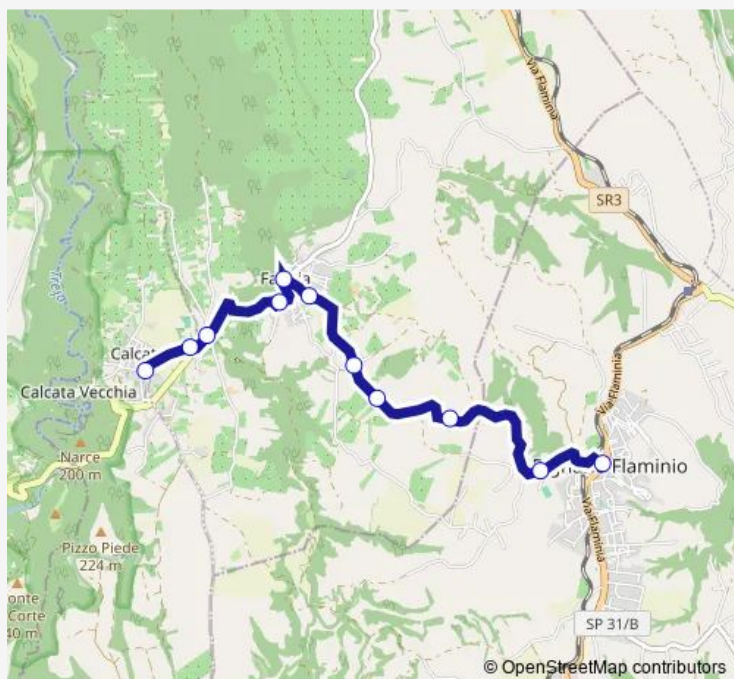 Via Flaminia
SR3
Treja
Calcata Vecchia
Via Flaminia
Narce
200 m
Flaminio
Via Flaminia
Pizzo Piede
224 m
SP 31/B
© OpenStreetMap contributors